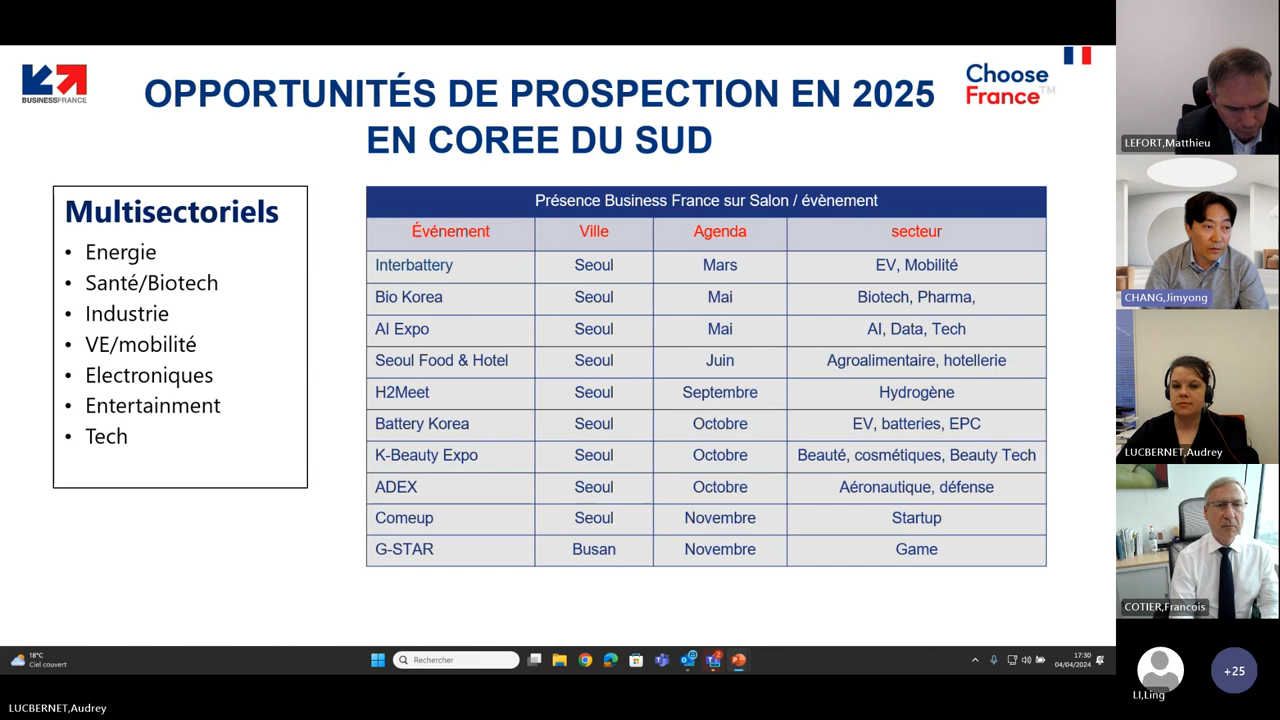 BUSINESSFRANCE
OPPORTUNITÉS DE PROSPECTION EN 2025
EN COREE DU SUD
Choose
France™
Multisectoriels
• Energie
• Santé/Biotech
• Industrie
• VE/mobilité
• Electroniques
• Entertainment
• Tech
Présence Business France sur Salon / évènement
Événement Ville Agenda secteur
Interbattery Seoul Mars EV, Mobilité
Bio Korea Seoul Mai Biotech, Pharma,
AI Expo Seoul Mai AI, Data, Tech
Seoul Food & Hotel Seoul Juin Agroalimentaire, hotellerie
H2Meet Seoul Septembre Hydrogène
Battery Korea Seoul Octobre EV, batteries, EPC
K-Beauty Expo Seoul Octobre Beauté, cosmétiques, Beauty Tech
ADEX Seoul Octobre Aéronautique, défense
Comeup Seoul Novembre Startup
G-STAR Busan Novembre Game
LEFORT,Matthieu
CHANG,Jimyong
LUCBERNET,Audrey
COTIER,Francois
LI,Ling
+25
18°C
Ciel couvert
Rechercher
17:30
04/04/2024
LUCBERNET,Audrey